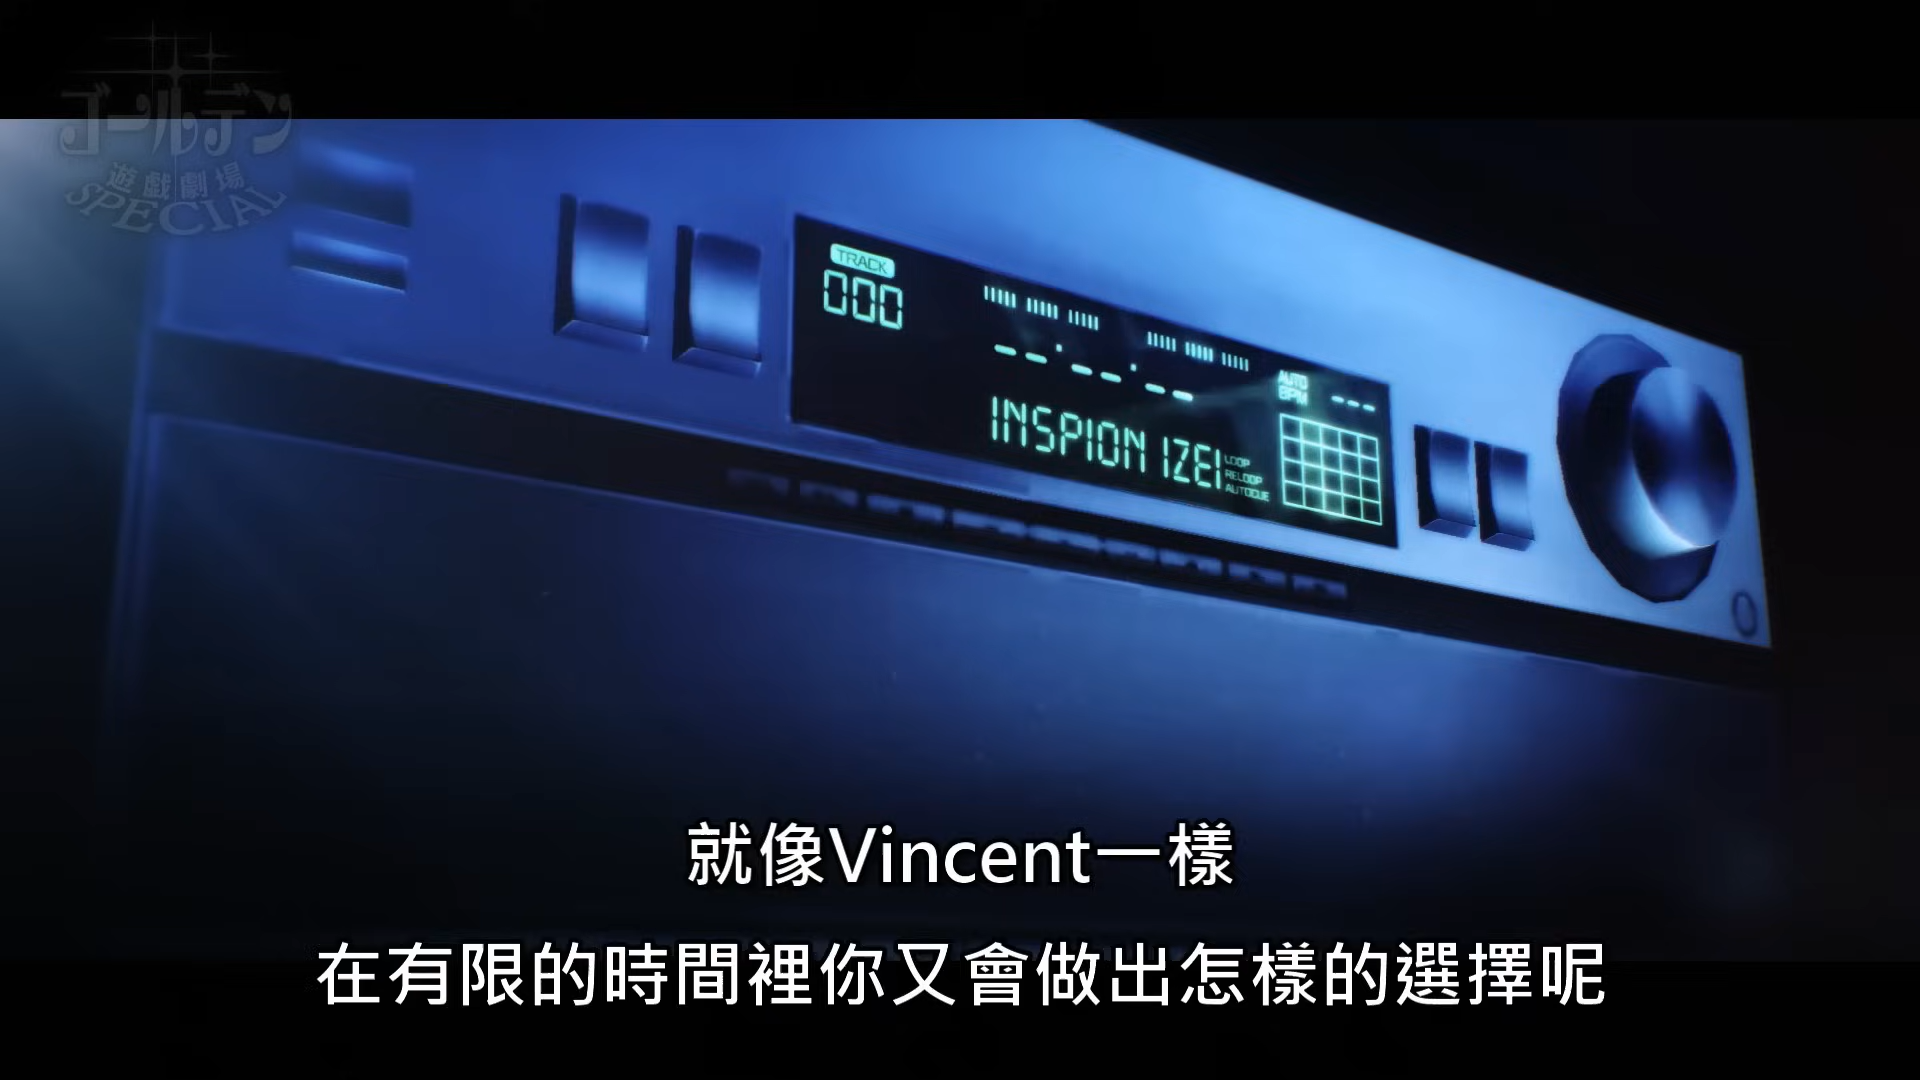 ゴールデン
遊戯劇場
SPECIAL
TRACK
000
AUTO
BPM
INSPION IZEI
LOOP
RELOOP
AUTOCUE
就像Vincent一樣
在有限的時間裡你又會做出怎樣的選擇呢